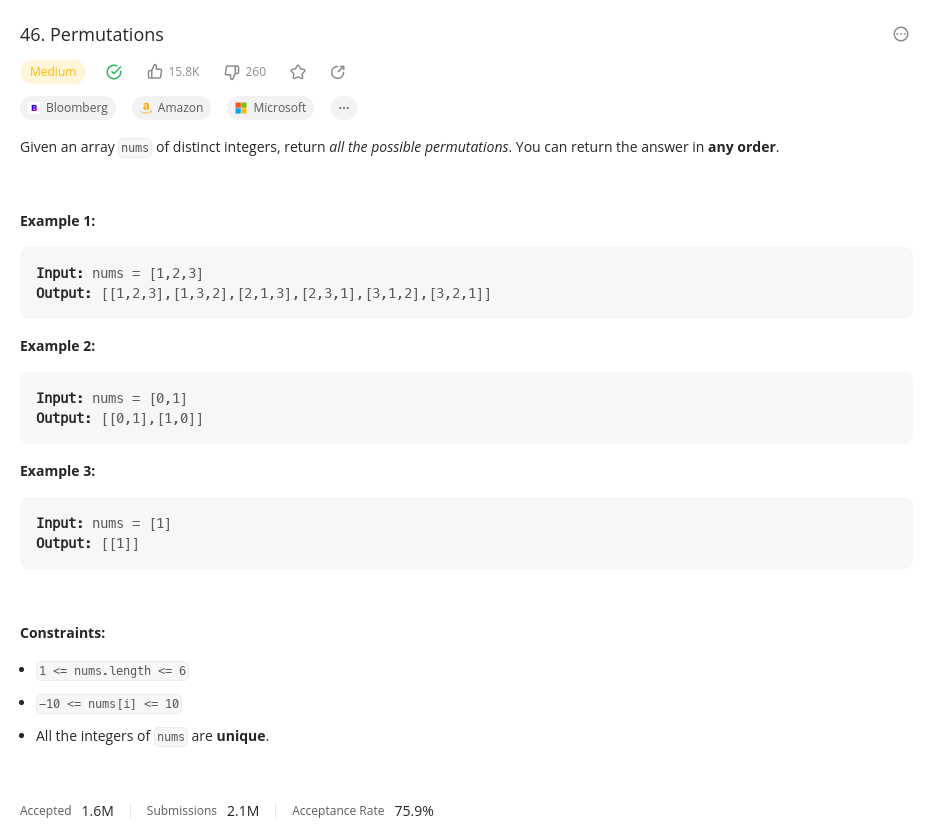 46. Permutations
Medium 15.8K 260
Bloomberg Amazon Microsoft ...
Given an array nums of distinct integers, return all the possible permutations. You can return the answer in any order.
Example 1:
Input: nums = [1,2,3]
Output: [[1,2,3],[1,3,2],[2,1,3],[2,3,1],[3,1,2],[3,2,1]]
Example 2:
Input: nums = [0,1]
Output: [[0,1],[1,0]]
Example 3:
Input: nums = [1]
Output: [[1]]
Constraints:
• 1 <= nums.length <= 6
• -10 <= nums[i] <= 10
• All the integers of nums are unique.
Accepted 1.6M Submissions 2.1M Acceptance Rate 75.9%